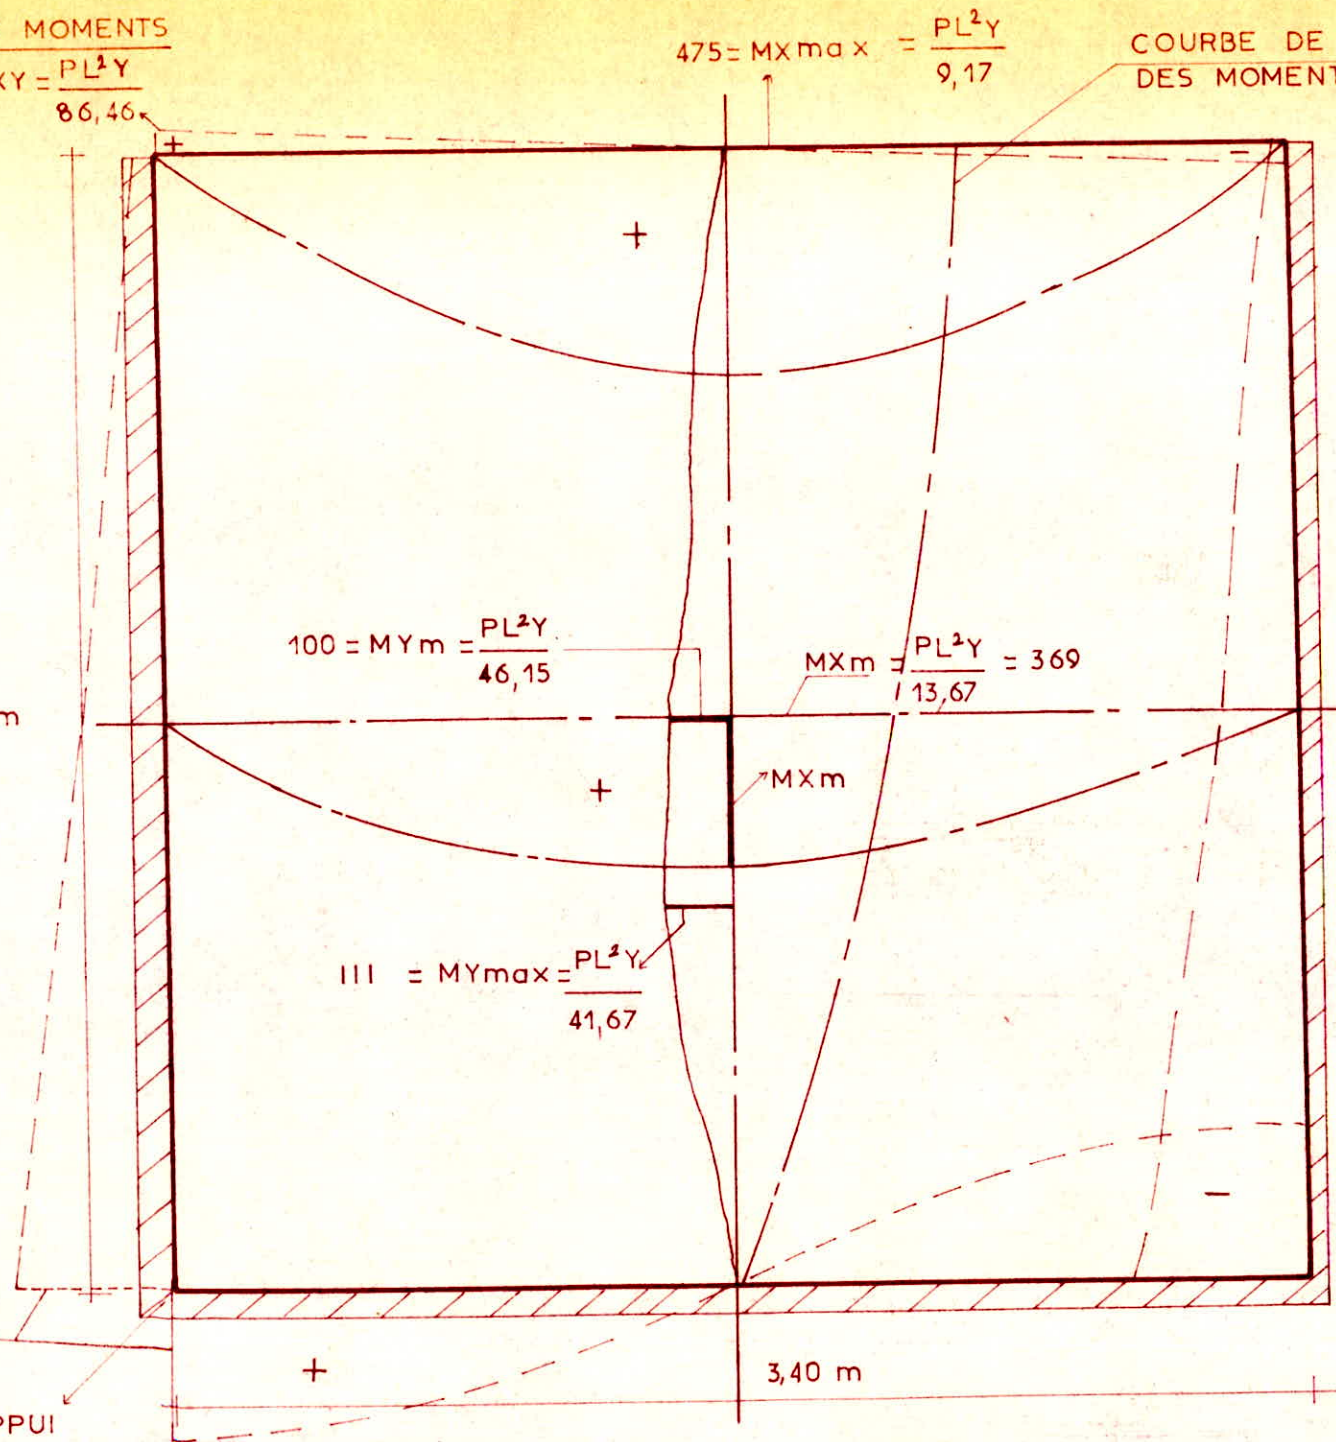 MOMENTS
XY = PL²Y
86,46
475 = MXmax = PL²Y
9,17
COURBE DE
DES MOMENT
+
+
100 = MYm = PL²Y
46,15
MXm = PL²Y = 369
13,67
m
+
MXm
111 = MYmax = PL²Y
41,67
−
+
3,40 m
PPUI